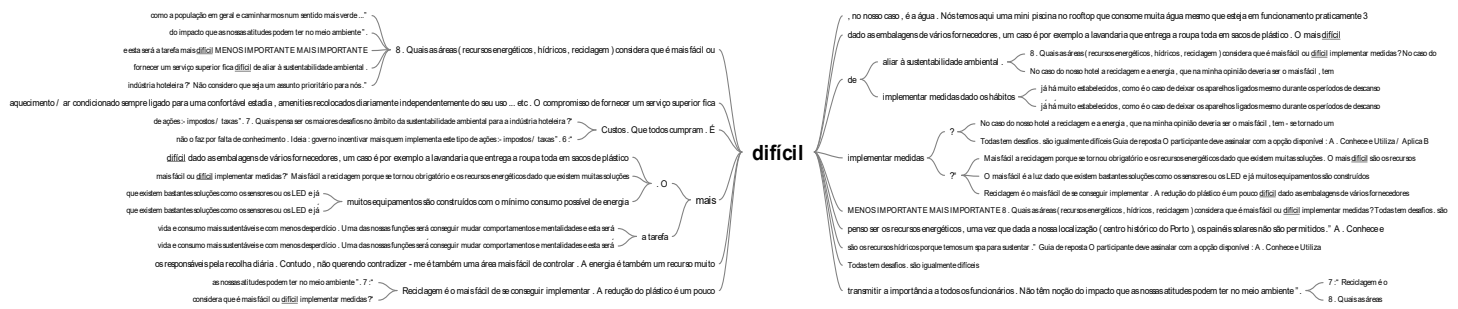 como a população em geral e caminharmos num sentido mais verde ..."
do impacto que as nossas atitudes podem ter no meio ambiente " .
e esta será a tarefa mais difícil MENOS IMPORTANTE MAIS IMPORTANTE
fornecer um serviço superior fica difícil de aliar à sustentabilidade ambiental .
indústria hoteleira ?" Não considero que seja um assunto prioritário para nós."
8 . Quais as áreas ( recursos energéticos , hídricos , reciclagem ) considera que é mais fácil ou
aquecimento / ar condicionado sempre ligado para uma confortável estadia , amenities recolocados diariamente independentemente do seu uso ... etc . O compromisso de fornecer um serviço superior fica
de ações :- impostos / taxas " . 7 . Quais pensa ser os maiores desafios no âmbito da sustentabilidade ambiental para a indústria hoteleira ?"
não o faz por falta de conhecimento . Ideia : governo incentivar mais quem implementa este tipo de ações :- impostos / taxas " . 6 :"
Custos . Que todos cumpram . É
difícil dado as embalagens de vários fornecedores , um caso é por exemplo a lavandaria que entrega a roupa toda em sacos de plástico
mais fácil ou difícil implementar medidas ?" Mais fácil a reciclagem porque se tornou obrigatório e os recursos energéticos dado que existem muitas soluções
que existem bastantes soluções como os sensores ou os LED e já
que existem bastantes soluções como os sensores ou os LED e já
muitos equipamentos são construídos com o mínimo consumo possível de energia
. O
vida e consumo mais sustentáveis e com menos desperdício . Uma das nossas funções será conseguir mudar comportamentos e mentalidades e esta será
vida e consumo mais sustentáveis e com menos desperdício . Uma das nossas funções será conseguir mudar comportamentos e mentalidades e esta será
a tarefa
mais
os responsáveis pela recolha diária . Contudo , não querendo contradizer - me é também uma área mais fácil de controlar . A energia é também um recurso muito
as nossas atitudes podem ter no meio ambiente " . 7 :"
considera que é mais fácil ou difícil implementar medidas ?"
Reciclagem é o mais fácil de se conseguir implementar . A redução do plástico é um pouco
difícil
, no nosso caso , é a água . Nós temos aqui uma mini piscina no rooftop que consome muita água mesmo que esteja em funcionamento praticamente 3
dado as embalagens de vários fornecedores , um caso é por exemplo a lavandaria que entrega a roupa toda em sacos de plástico . O mais difícil
de
aliar à sustentabilidade ambiental .
8 . Quais as áreas ( recursos energéticos , hídricos , reciclagem ) considera que é mais fácil ou difícil implementar medidas ? No caso do
No caso do nosso hotel a reciclagem e a energia , que na minha opinião deveria ser o mais fácil , tem
implementar medidas dado os hábitos
já há muito estabelecidos , como é o caso de deixar os aparelhos ligados mesmo durante os períodos de descanso
já há muito estabelecidos , como é o caso de deixar os aparelhos ligados mesmo durante os períodos de descanso
implementar medidas
?
No caso do nosso hotel a reciclagem e a energia , que na minha opinião deveria ser o mais fácil , tem - se tornado um
Todas tem desafios . são igualmente difíceis Guia de resposta O participante deve assinalar com a opção disponível : A . Conhece e Utiliza / Aplica B
?"
Mais fácil a reciclagem porque se tornou obrigatório e os recursos energéticos dado que existem muitas soluções . O mais difícil são os recursos
O mais fácil é a luz dado que existem bastantes soluções como os sensores ou os LED e já muitos equipamentos são construídos
Reciclagem é o mais fácil de se conseguir implementar . A redução do plástico é um pouco difícil dado as embalagens de vários fornecedores
MENOS IMPORTANTE MAIS IMPORTANTE 8 . Quais as áreas ( recursos energéticos , hídricos , reciclagem ) considera que é mais fácil ou difícil implementar medidas ? Todas tem desafios . são
penso ser os recursos energéticos , uma vez que dada a nossa localização ( centro histórico do Porto ) , os painéis solares não são permitidos ." A . Conhece e
são os recursos hídricos porque temos um spa para sustentar ." Guia de reposta O participante deve assinalar com a opção disponível : A . Conhece e Utiliza
Todas tem desafios . são igualmente difíceis
transmitir a importância a todos os funcionários . Não têm noção do impacto que as nossas atitudes podem ter no meio ambiente " .
7 :" Reciclagem é o
8 . Quais as áreas